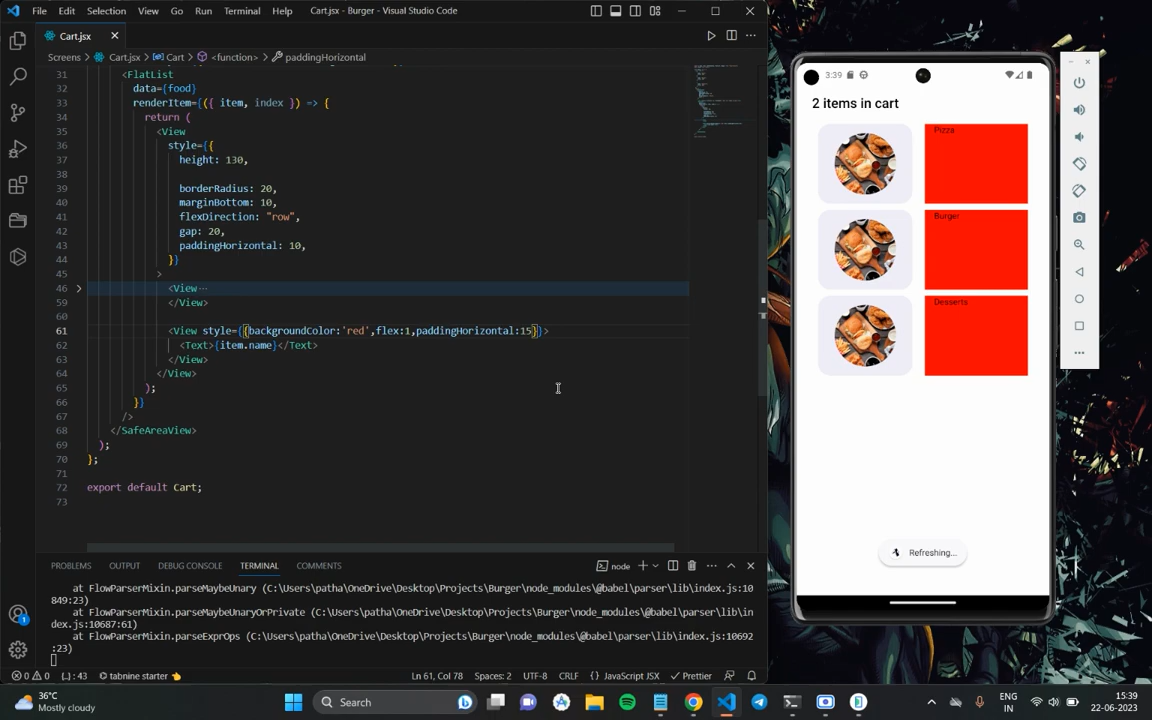 File Edit Selection View Go Run Terminal Help Cart.jsx - Burger - Visual Studio Code
Cart.jsx
Screens > Cart.jsx > Cart > <function> > paddingHorizontal
31 <FlatList
32 data={food}
33 renderItem={({ item, index }) => {
34 return (
35 <View
36 style={{
37 height: 130,
38
39 borderRadius: 20,
40 marginBottom: 10,
41 flexDirection: "row",
42 gap: 20,
43 paddingHorizontal: 10,
44 }}
45 >
46 <View ···
59 </View>
60
61 <View style={{backgroundColor:'red',flex:1,paddingHorizontal:15}}>
62 <Text>{item.name}</Text>
63 </View>
64 </View>
65 );
66 }}
67 />
68 </SafeAreaView>
69 );
70 };
71
72 export default Cart;
73
PROBLEMS OUTPUT DEBUG CONSOLE TERMINAL COMMENTS
node
at FlowParserMixin.parseMaybeUnary (C:\Users\patha\OneDrive\Desktop\Projects\Burger\node_modules\@babel\parser\lib\index.js:10
849:23)
at FlowParserMixin.parseMaybeUnaryOrPrivate (C:\Users\patha\OneDrive\Desktop\Projects\Burger\node_modules\@babel\parser\lib\in
dex.js:10687:61)
at FlowParserMixin.parseExprOps (C:\Users\patha\OneDrive\Desktop\Projects\Burger\node_modules\@babel\parser\lib\index.js:10692
:23)
0 0 {..}: 43 tabnine starter Ln 61, Col 78 Spaces: 2 UTF-8 CRLF {} JavaScript JSX Prettier
3:39
2 items in cart
Pizza
Burger
Desserts
Refreshing...
36°C
Mostly cloudy
Search
ENG
IN
15:39
22-06-2023
1